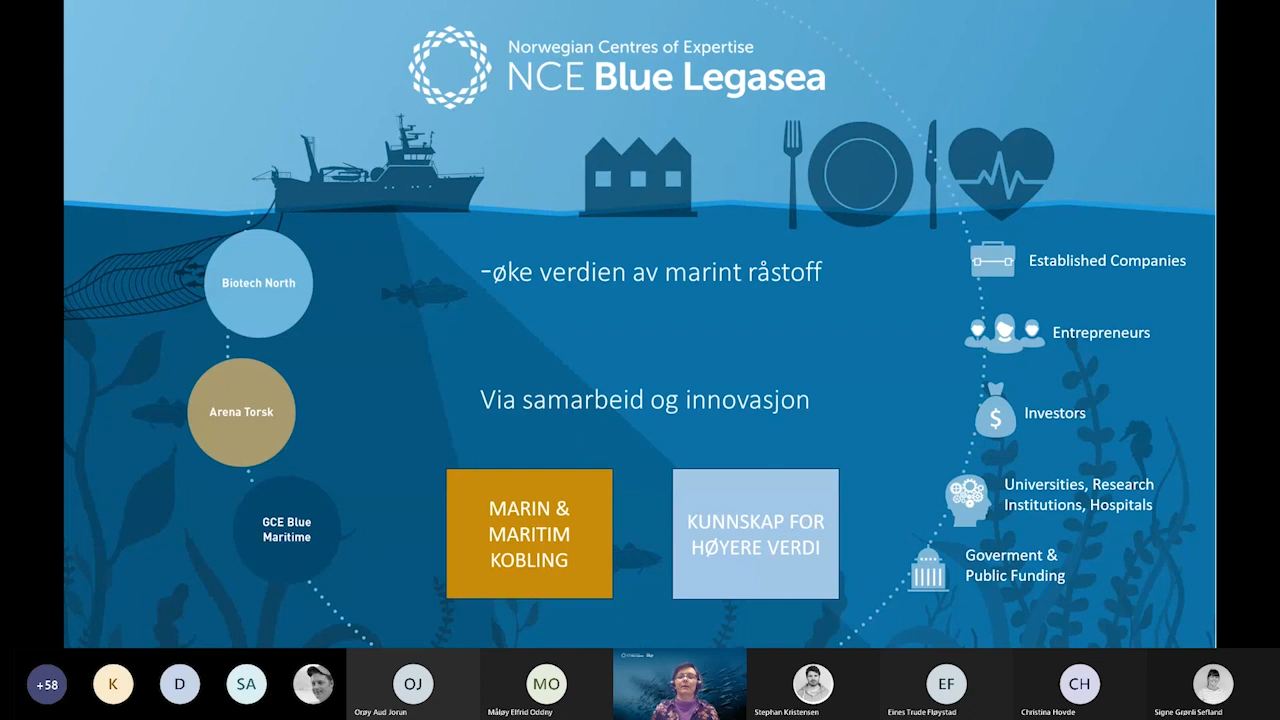 Norwegian Centres of Expertise
NCE Blue Legasea
Biotech North
-øke verdien av marint råstoff
Established Companies
Entrepreneurs
Arena Torsk
Via samarbeid og innovasjon
$
Investors
GCE Blue
Maritime
MARIN &
MARITIM
KOBLING
KUNNSKAP FOR
HØYERE VERDI
Universities, Research
Institutions, Hospitals
Goverment &
Public Funding
+58
K
D
SA
OJ
Orøy Aud Jorun
MO
Måløy Elfrid Oddny
Stephan Kristensen
EF
Eines Trude Fløystad
CH
Christina Hovde
Signe Grønli Sefland